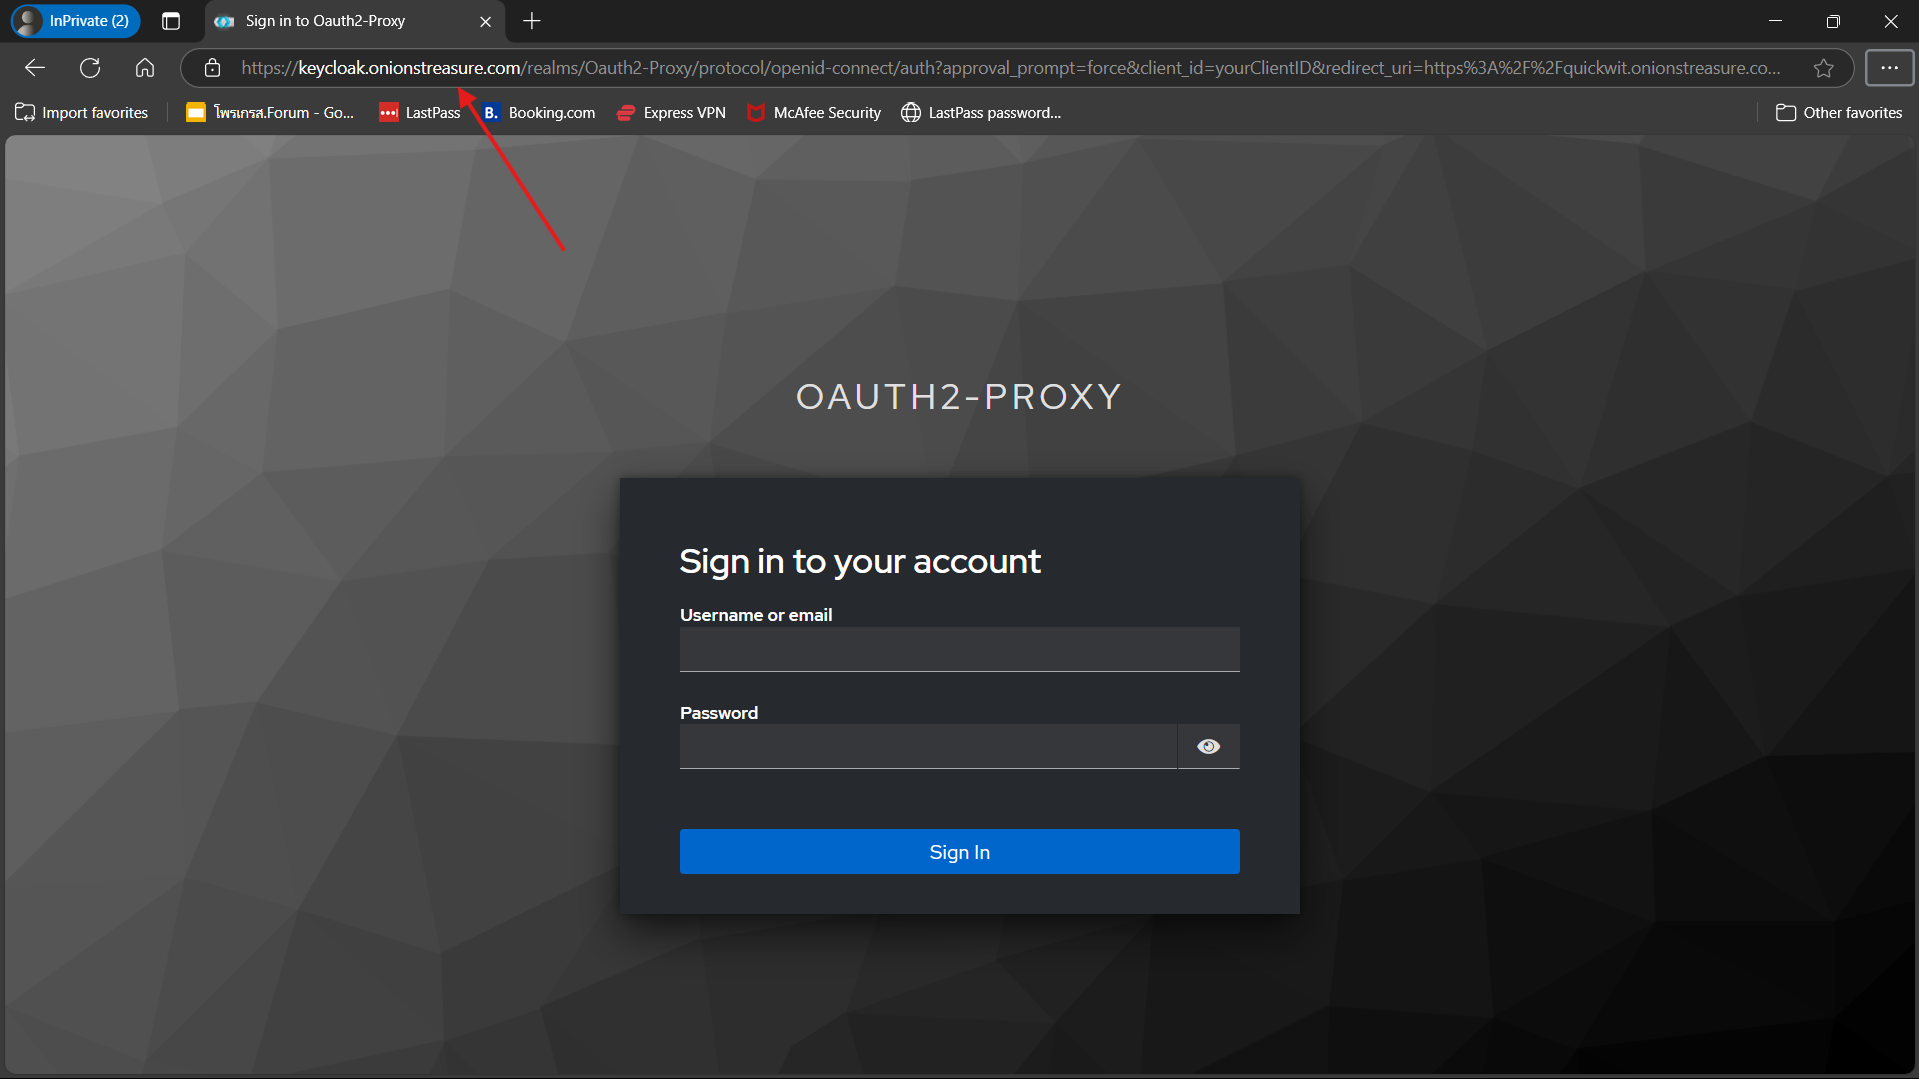 InPrivate (2)
Sign in to Oauth2-Proxy
https://keycloak.onionstreasure.com/realms/Oauth2-Proxy/protocol/openid-connect/auth?approval_prompt=force&client_id=yourClientID&redirect_uri=https%3A%2F%2Fquickwit.onionstreasure.co...
Import favorites
โพรเกรส.Forum - Go...
LastPass
B.
Booking.com
Express VPN
McAfee Security
LastPass password...
Other favorites
OAUTH2-PROXY
Sign in to your account
Username or email
Password
Sign In